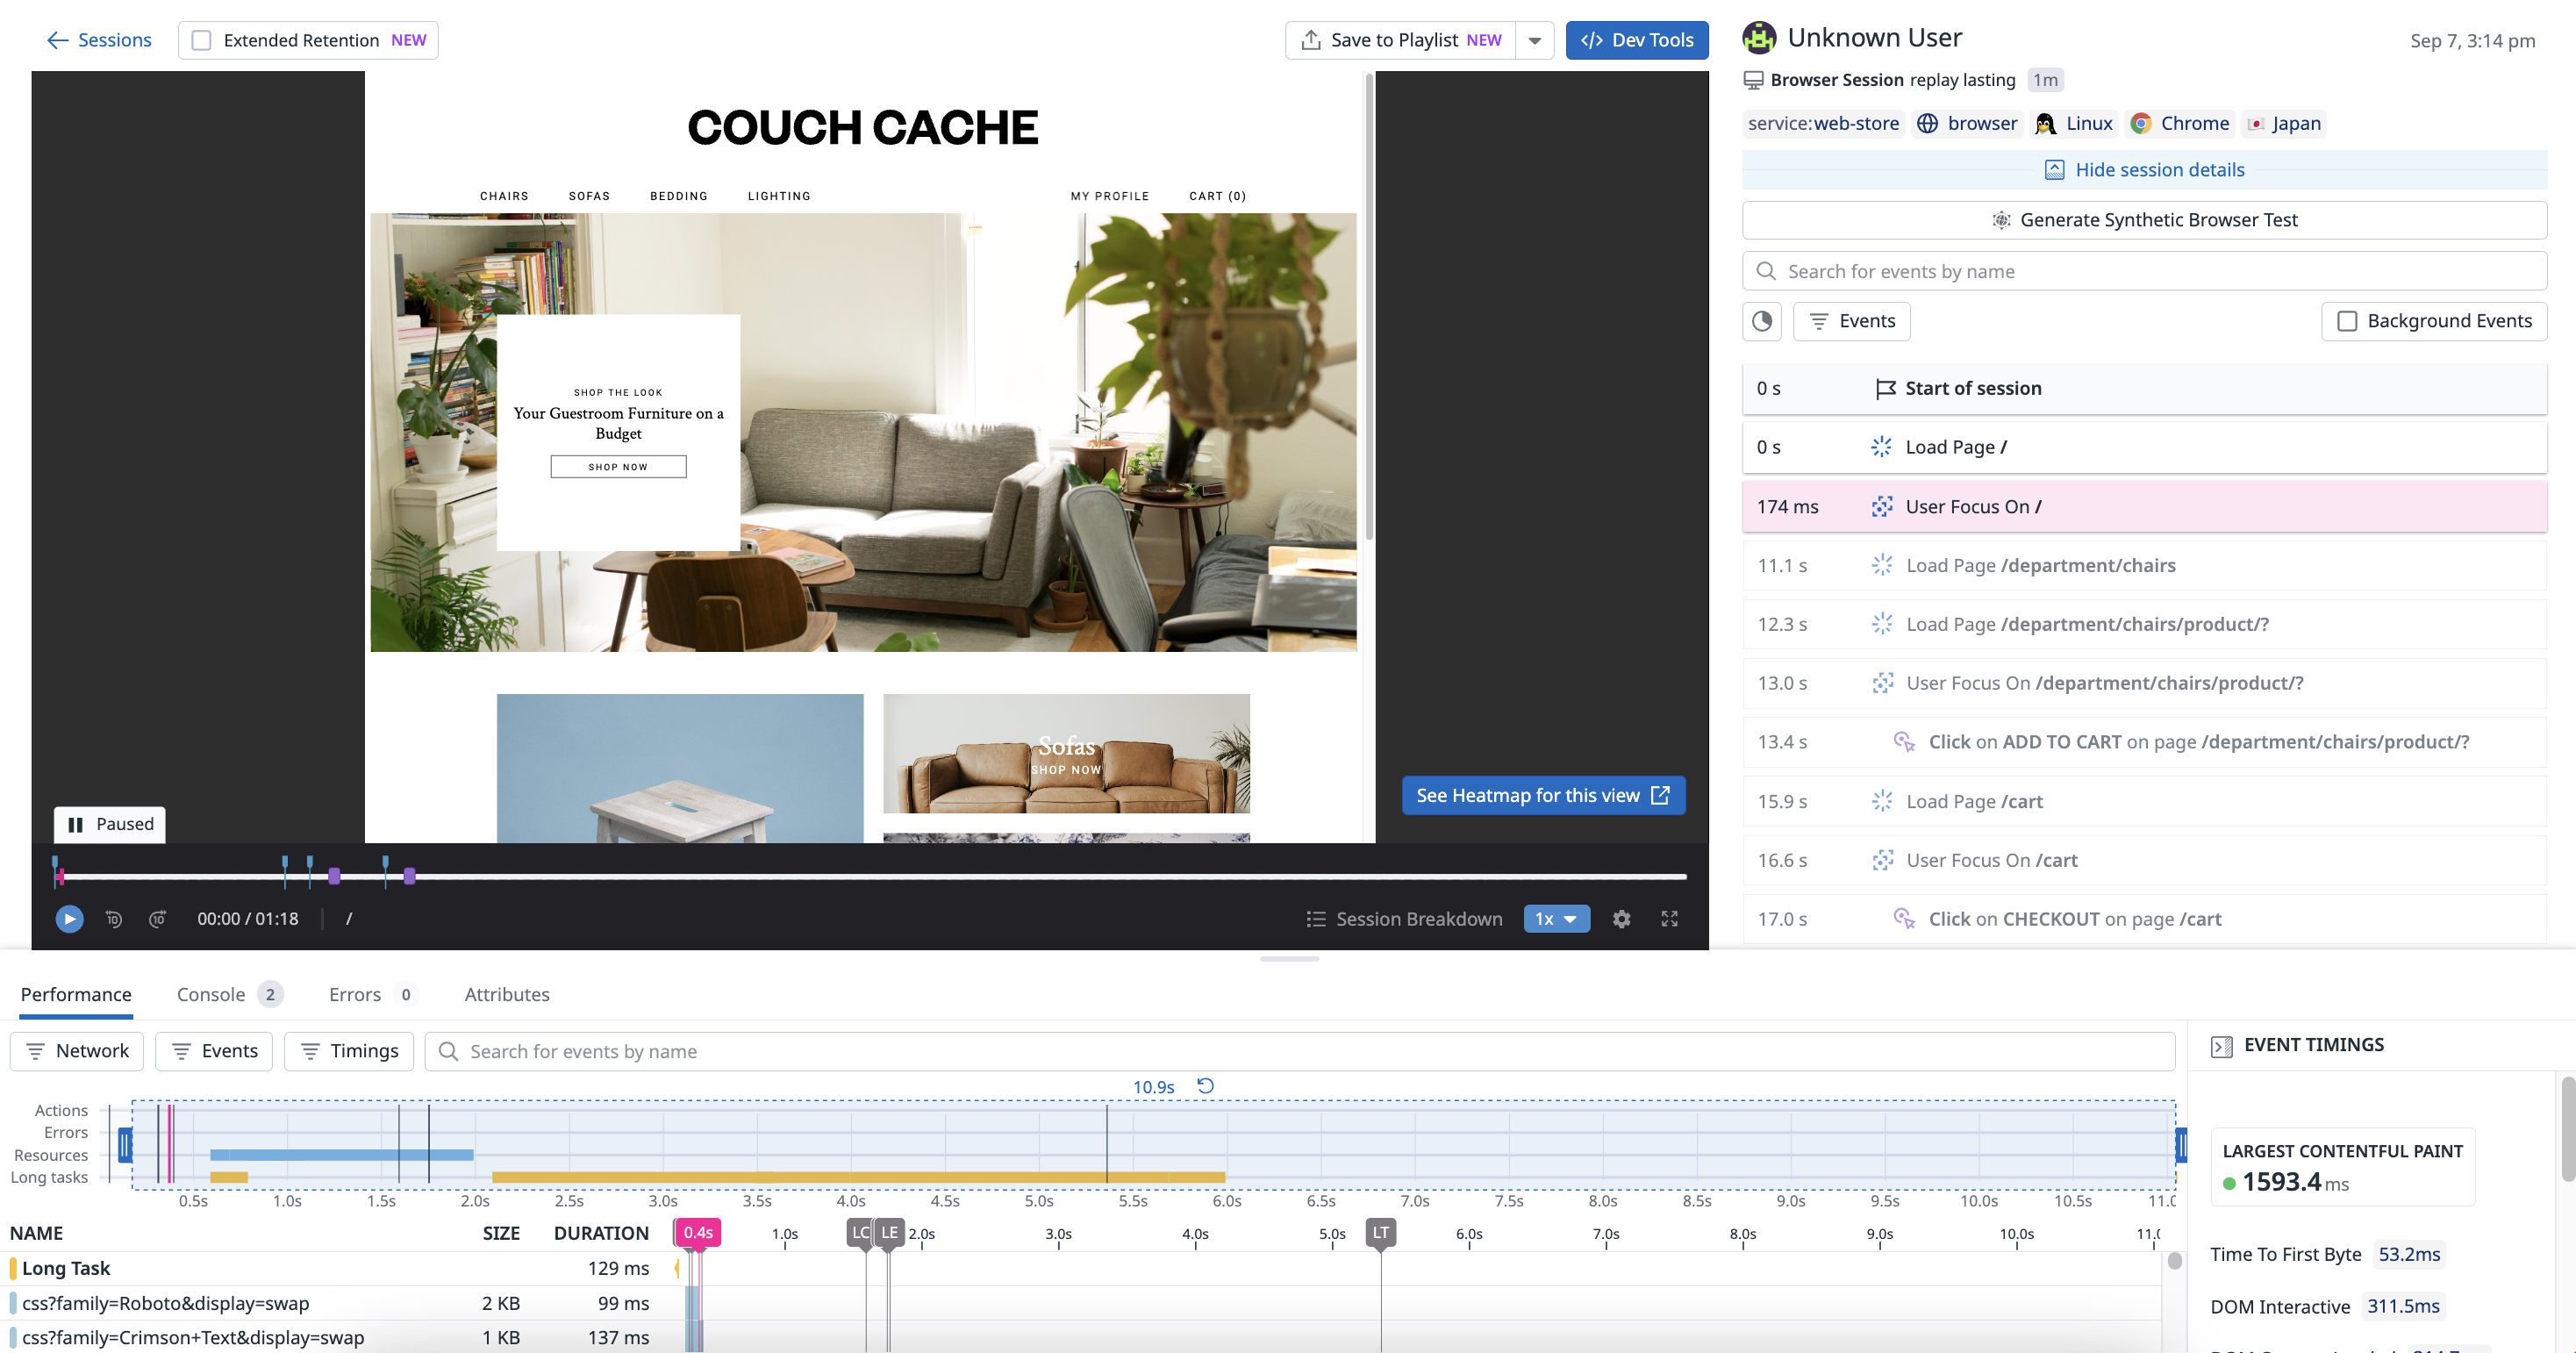 Sessions
Extended Retention NEW
Save to Playlist NEW
Dev Tools
COUCH CACHE
CHAIRS SOFAS BEDDING LIGHTING MY PROFILE CART (0)
SHOP THE LOOK
Your Guestroom Furniture on a
Budget
SHOP NOW
Sofas
SHOP NOW
See Heatmap for this view
Paused
00:00 / 01:18 /
Session Breakdown 1x
Unknown User
Sep 7, 3:14 pm
Browser Session replay lasting 1m
service:web-store browser Linux Chrome Japan
Hide session details
Generate Synthetic Browser Test
Search for events by name
Events
Background Events
0 s Start of session
0 s Load Page /
174 ms User Focus On /
11.1 s Load Page /department/chairs
12.3 s Load Page /department/chairs/product/?
13.0 s User Focus On /department/chairs/product/?
13.4 s Click on ADD TO CART on page /department/chairs/product/?
15.9 s Load Page /cart
16.6 s User Focus On /cart
17.0 s Click on CHECKOUT on page /cart
Performance Console 2 Errors 0 Attributes
Network Events Timings Search for events by name
10.9s
Actions
Errors
Resources
Long tasks
0.5s 1.0s 1.5s 2.0s 2.5s 3.0s 3.5s 4.0s 4.5s 5.0s 5.5s 6.0s 6.5s 7.0s 7.5s 8.0s 8.5s 9.0s 9.5s 10.0s 10.5s 11.0
NAME SIZE DURATION 0.4s 1.0s LC LE 2.0s 3.0s 4.0s 5.0s LT 6.0s 7.0s 8.0s 9.0s 10.0s 11.0
Long Task 129 ms
css?family=Roboto&display=swap 2 KB 99 ms
css?family=Crimson+Text&display=swap 1 KB 137 ms
EVENT TIMINGS
LARGEST CONTENTFUL PAINT
1593.4 ms
Time To First Byte 53.2ms
DOM Interactive 311.5ms